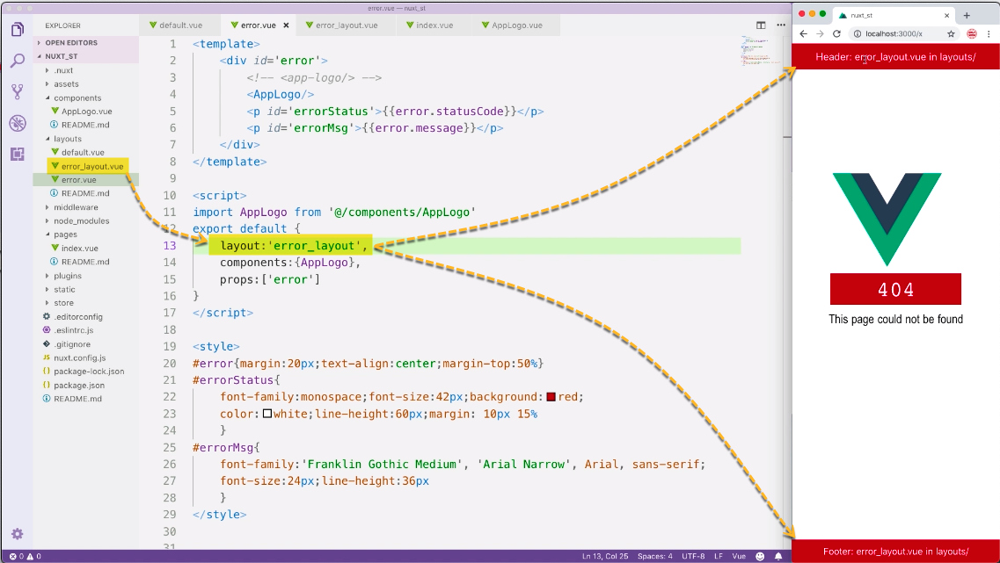 error.vue — nuxt_st
EXPLORER
OPEN EDITORS
NUXT_ST
.nuxt
assets
components
AppLogo.vue
README.md
layouts
default.vue
error_layout.vue
error.vue
README.md
middleware
node_modules
pages
index.vue
README.md
plugins
static
store
.editorconfig
.eslintrc.js
.gitignore
JS nuxt.config.js
{} package-lock.json
{} package.json
README.md
default.vue
error.vue
error_layout.vue
index.vue
AppLogo.vue
1 <template>
2 <div id='error'>
3 <!-- <app-logo/> -->
4 <AppLogo/>
5 <p id='errorStatus'>{{error.statusCode}}</p>
6 <p id='errorMsg'>{{error.message}}</p>
7 </div>
8 </template>
9
10 <script>
11 import AppLogo from '@/components/AppLogo'
12 export default {
13 layout:'error_layout',
14 components:{AppLogo},
15 props:['error']
16 }
17 </script>
18
19 <style>
20 #error{margin:20px;text-align:center;margin-top:50%}
21 #errorStatus{
22 font-family:monospace;font-size:42px;background:red;
23 color:white;line-height:60px;margin: 10px 15%
24 }
25 #errorMsg{
26 font-family:'Franklin Gothic Medium', 'Arial Narrow', Arial, sans-serif;
27 font-size:24px;line-height:36px
28 }
29 </style>
30
31
0 0
Ln 13, Col 25 Spaces: 4 UTF-8 LF Vue
nuxt_st
localhost:3000/x
Header: error_layout.vue in layouts/
404
This page could not be found
Footer: error_layout.vue in layouts/